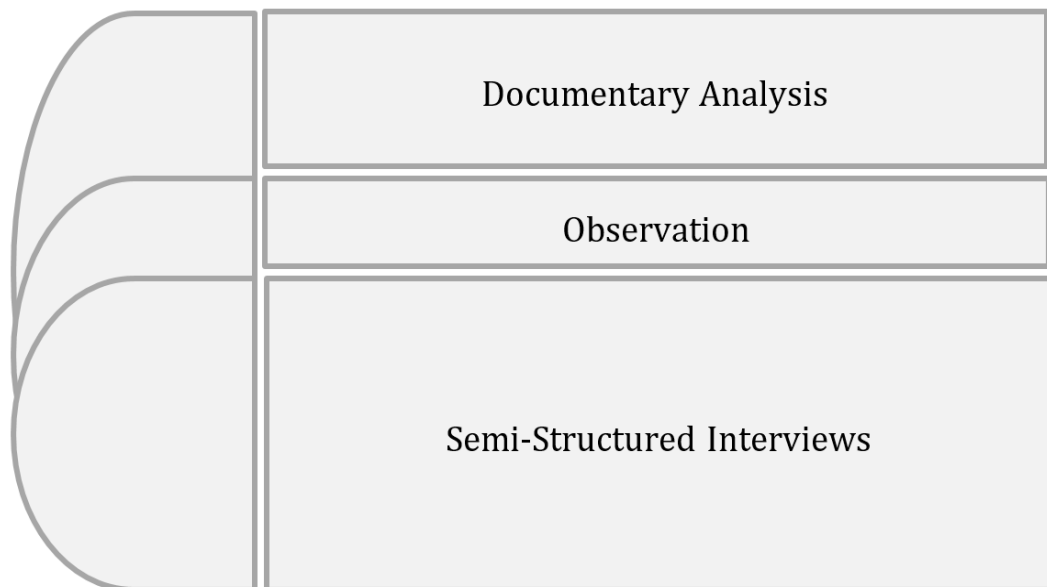 Documentary Analysis
Observation
Semi-Structured Interviews